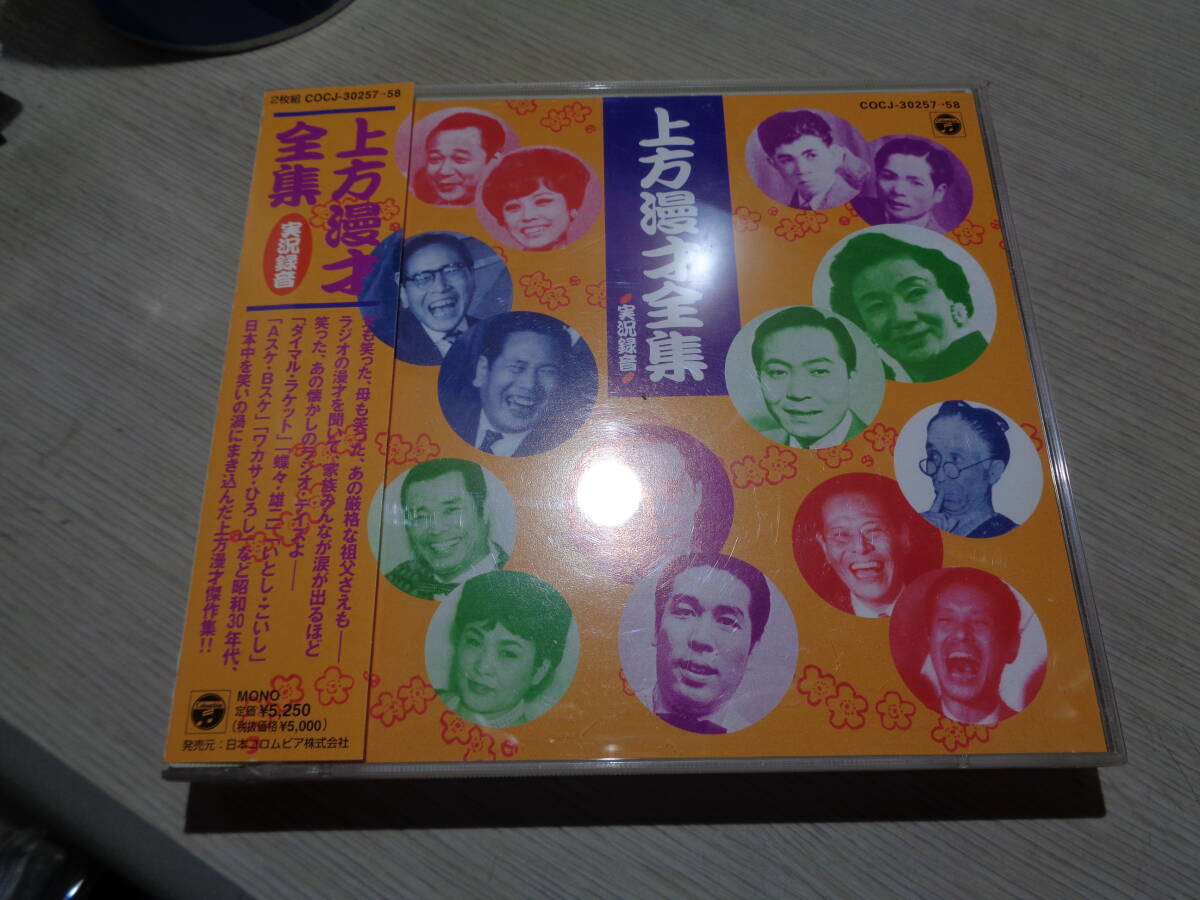 2枚組 COCJ-30257→58
上方漫才
全集
実況録音
父も笑った、母も笑った、あの厳格な祖父さえも――
ラジオの漫才を聞いて、家族みんなが涙が出るほど
笑った、あの懐かしのラジオ・デイズよ――
「ダイマル・ラケット」「蝶々・雄二」「いとし・こいし」
「Aスケ・Bスケ」「ワカサ・ひろし」など昭和30年代、
日本中を笑いの渦にまき込んだ上方漫才傑作集!!
MONO
定価¥5,250
(税抜価格¥5,000)
発売元:日本コロムビア株式会社
上方漫才全集
実況録音
COCJ-30257→58